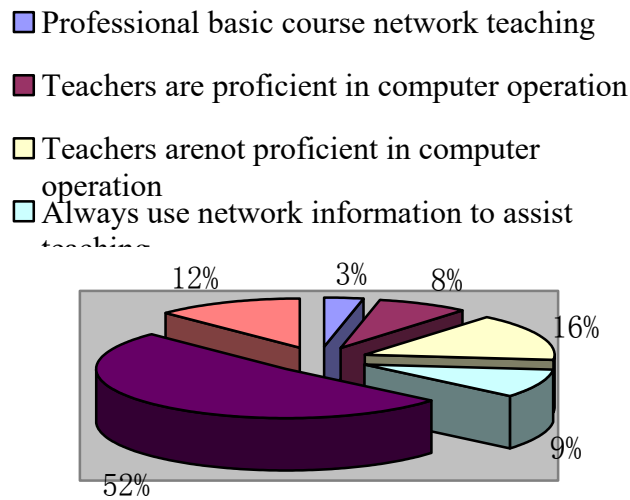 Professional basic course network teaching
Teachers are proficient in computer operation
Teachers arenot proficient in computer
operation
Always use network information to assist
teaching
12%
3%
8%
16%
9%
52%